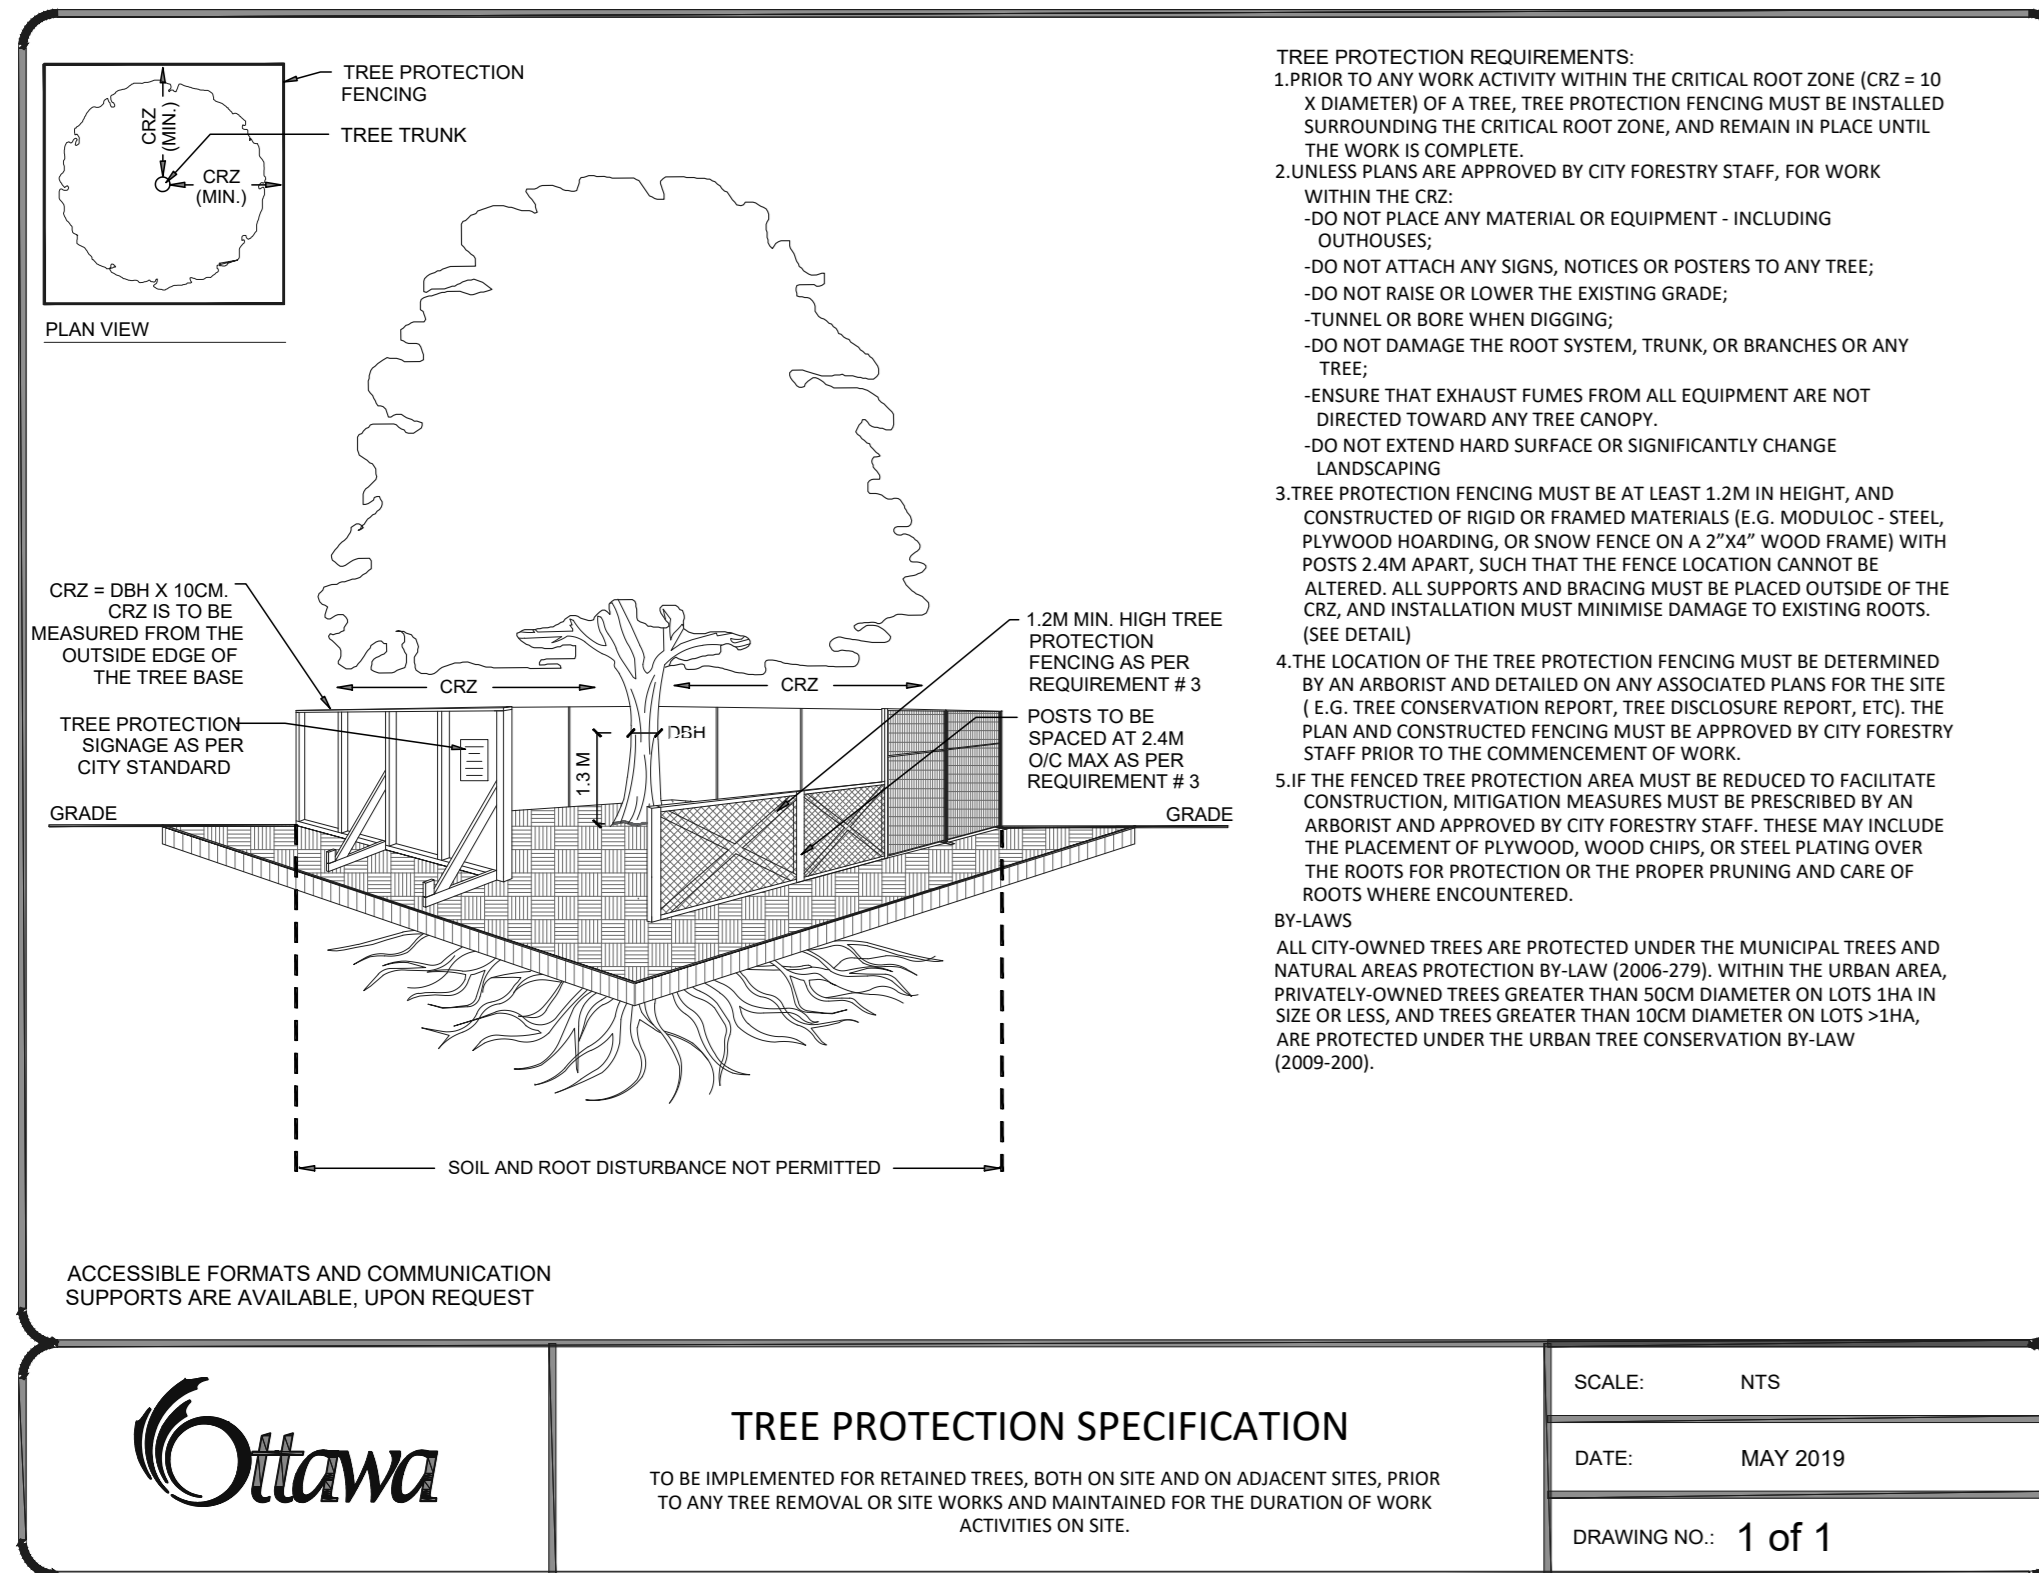 TREE PROTECTION
FENCING
TREE TRUNK
CRZ
(MIN.)
CRZ
(MIN.)
PLAN VIEW
CRZ = DBH X 10CM.
CRZ IS TO BE
MEASURED FROM THE
OUTSIDE EDGE OF
THE TREE BASE
TREE PROTECTION
SIGNAGE AS PER
CITY STANDARD
GRADE
CRZ
CRZ
DBH
1.3 M
1.2M MIN. HIGH TREE
PROTECTION
FENCING AS PER
REQUIREMENT # 3
POSTS TO BE
SPACED AT 2.4M
O/C MAX AS PER
REQUIREMENT # 3
GRADE
SOIL AND ROOT DISTURBANCE NOT PERMITTED
ACCESSIBLE FORMATS AND COMMUNICATION
SUPPORTS ARE AVAILABLE, UPON REQUEST
TREE PROTECTION REQUIREMENTS:
1.PRIOR TO ANY WORK ACTIVITY WITHIN THE CRITICAL ROOT ZONE (CRZ = 10
X DIAMETER) OF A TREE, TREE PROTECTION FENCING MUST BE INSTALLED
SURROUNDING THE CRITICAL ROOT ZONE, AND REMAIN IN PLACE UNTIL
THE WORK IS COMPLETE.
2.UNLESS PLANS ARE APPROVED BY CITY FORESTRY STAFF, FOR WORK
WITHIN THE CRZ:
-DO NOT PLACE ANY MATERIAL OR EQUIPMENT - INCLUDING
OUTHOUSES;
-DO NOT ATTACH ANY SIGNS, NOTICES OR POSTERS TO ANY TREE;
-DO NOT RAISE OR LOWER THE EXISTING GRADE;
-TUNNEL OR BORE WHEN DIGGING;
-DO NOT DAMAGE THE ROOT SYSTEM, TRUNK, OR BRANCHES OR ANY
TREE;
-ENSURE THAT EXHAUST FUMES FROM ALL EQUIPMENT ARE NOT
DIRECTED TOWARD ANY TREE CANOPY.
-DO NOT EXTEND HARD SURFACE OR SIGNIFICANTLY CHANGE
LANDSCAPING
3.TREE PROTECTION FENCING MUST BE AT LEAST 1.2M IN HEIGHT, AND
CONSTRUCTED OF RIGID OR FRAMED MATERIALS (E.G. MODULOC - STEEL,
PLYWOOD HOARDING, OR SNOW FENCE ON A 2”X4” WOOD FRAME) WITH
POSTS 2.4M APART, SUCH THAT THE FENCE LOCATION CANNOT BE
ALTERED. ALL SUPPORTS AND BRACING MUST BE PLACED OUTSIDE OF THE
CRZ, AND INSTALLATION MUST MINIMISE DAMAGE TO EXISTING ROOTS.
(SEE DETAIL)
4.THE LOCATION OF THE TREE PROTECTION FENCING MUST BE DETERMINED
BY AN ARBORIST AND DETAILED ON ANY ASSOCIATED PLANS FOR THE SITE
( E.G. TREE CONSERVATION REPORT, TREE DISCLOSURE REPORT, ETC). THE
PLAN AND CONSTRUCTED FENCING MUST BE APPROVED BY CITY FORESTRY
STAFF PRIOR TO THE COMMENCEMENT OF WORK.
5.IF THE FENCED TREE PROTECTION AREA MUST BE REDUCED TO FACILITATE
CONSTRUCTION, MITIGATION MEASURES MUST BE PRESCRIBED BY AN
ARBORIST AND APPROVED BY CITY FORESTRY STAFF. THESE MAY INCLUDE
THE PLACEMENT OF PLYWOOD, WOOD CHIPS, OR STEEL PLATING OVER
THE ROOTS FOR PROTECTION OR THE PROPER PRUNING AND CARE OF
ROOTS WHERE ENCOUNTERED.
BY-LAWS
ALL CITY-OWNED TREES ARE PROTECTED UNDER THE MUNICIPAL TREES AND
NATURAL AREAS PROTECTION BY-LAW (2006-279). WITHIN THE URBAN AREA,
PRIVATELY-OWNED TREES GREATER THAN 50CM DIAMETER ON LOTS 1HA IN
SIZE OR LESS, AND TREES GREATER THAN 10CM DIAMETER ON LOTS >1HA,
ARE PROTECTED UNDER THE URBAN TREE CONSERVATION BY-LAW
(2009-200).
Ottawa
TREE PROTECTION SPECIFICATION
TO BE IMPLEMENTED FOR RETAINED TREES, BOTH ON SITE AND ON ADJACENT SITES, PRIOR
TO ANY TREE REMOVAL OR SITE WORKS AND MAINTAINED FOR THE DURATION OF WORK
ACTIVITIES ON SITE.
SCALE: NTS
DATE: MAY 2019
DRAWING NO.: 1 of 1